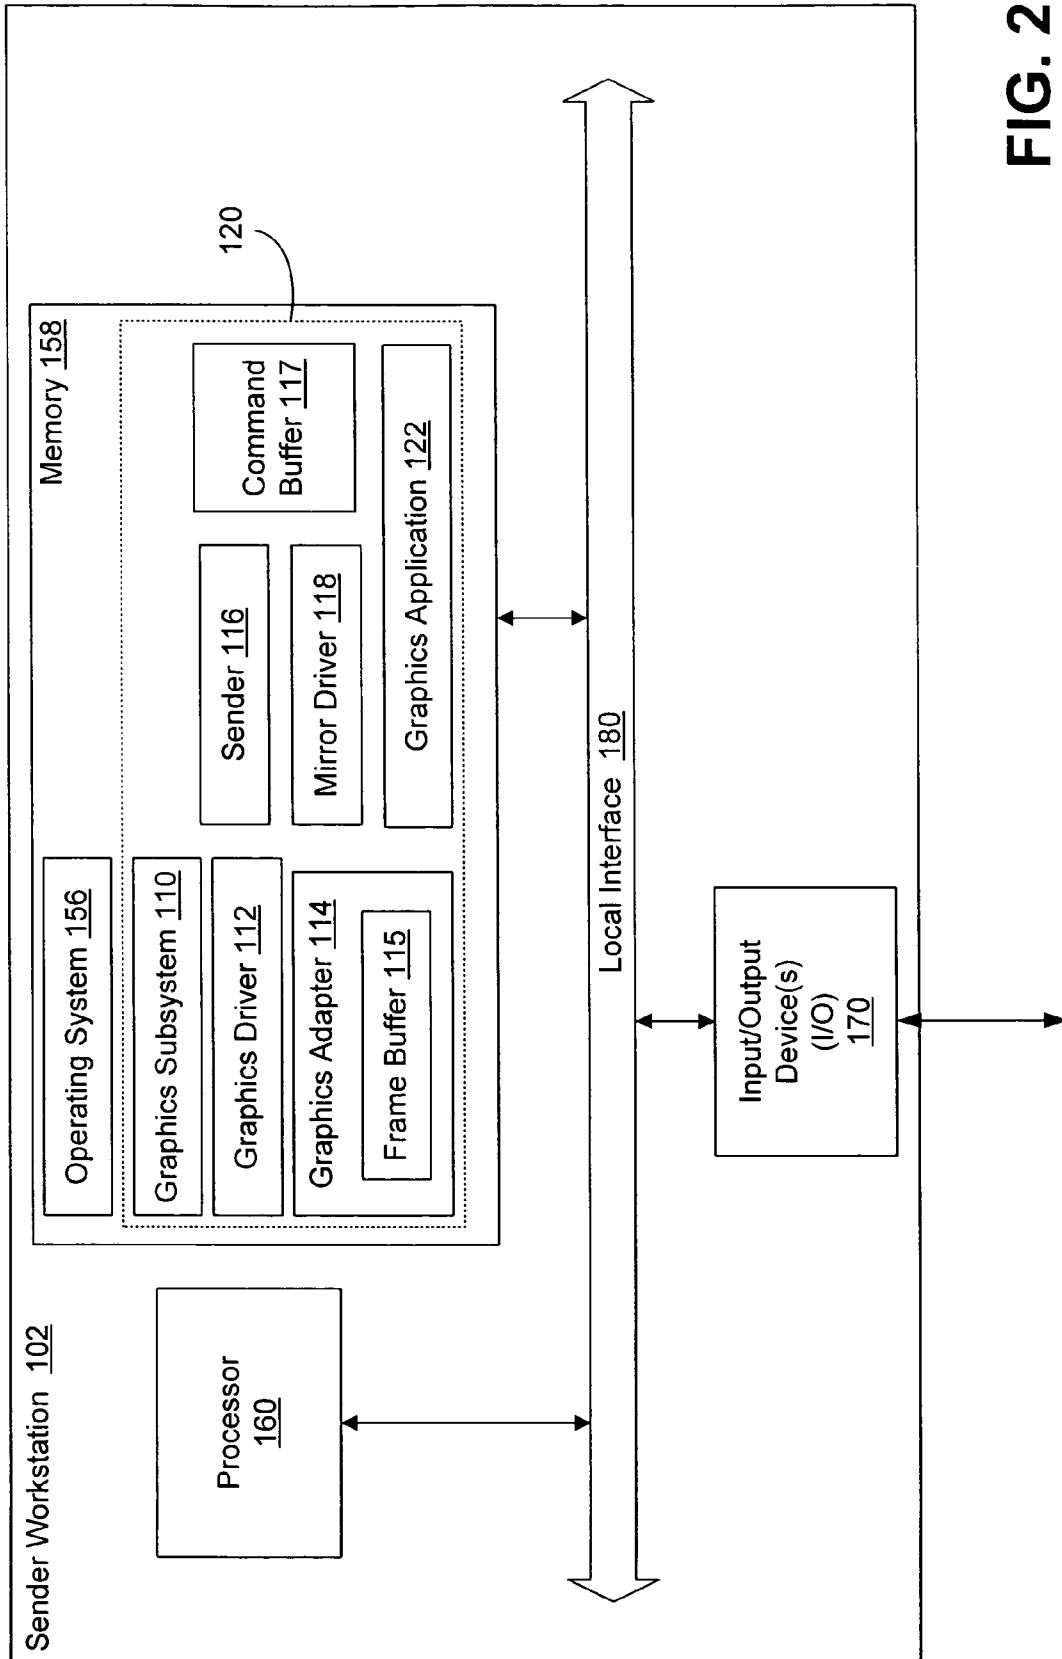 Sender Workstation 102
Processor
160
Memory 158
Operating System 156
Graphics Subsystem 110
Graphics Driver 112
Graphics Adapter 114
Frame Buffer 115
Sender 116
Mirror Driver 118
Command
Buffer 117
Graphics Application 122
120
Local Interface 180
Input/Output
Device(s)
(I/O)
170
FIG. 2